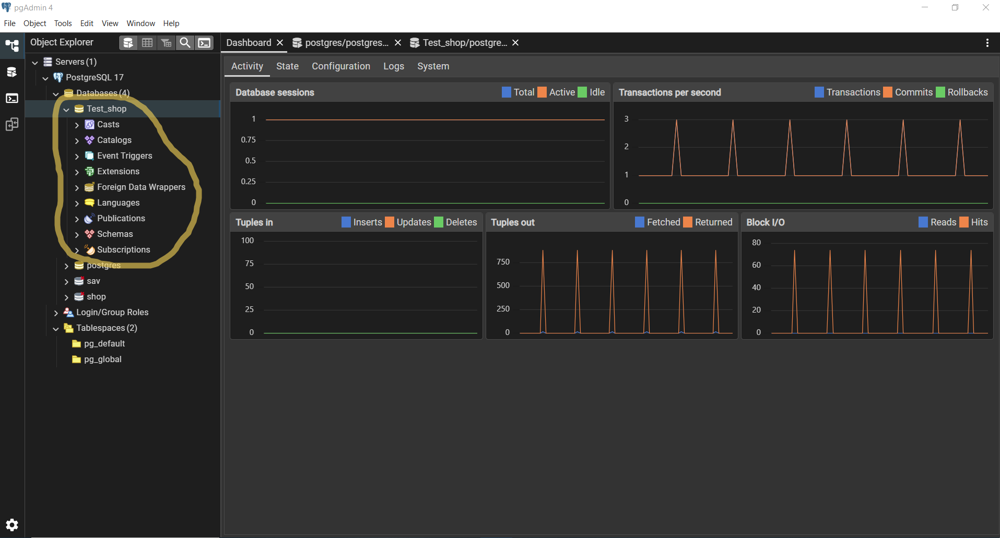 pgAdmin 4
File Object Tools Edit View Window Help
Object Explorer
Servers (1)
PostgreSQL 17
Databases (4)
Test_shop
Casts
Catalogs
Event Triggers
Extensions
Foreign Data Wrappers
Languages
Publications
Schemas
Subscriptions
postgres
sav
shop
Login/Group Roles
Tablespaces (2)
pg_default
pg_global
Dashboard postgres/postgres... Test_shop/postgre...
Activity State Configuration Logs System
Database sessions Total Active Idle
1
0.75
0.5
0.25
0
Transactions per second Transactions Commits Rollbacks
3
2
1
0
Tuples in Inserts Updates Deletes
100
75
50
25
0
Tuples out Fetched Returned
750
500
250
0
Block I/O Reads Hits
80
60
40
20
0